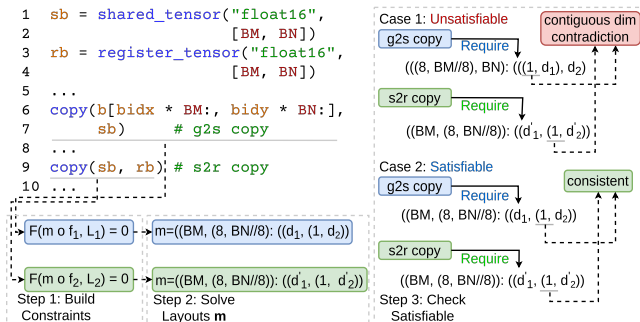 1 sb = shared_tensor("float16",
2 [BM, BN])
3 rb = register_tensor("float16",
4 [BM, BN])
5 ...
6 copy(b[bidx * BM:, bidy * BN:],
7 sb) # g2s copy
8 ...
9 copy(sb, rb) # s2r copy
10 ...
F(m o f₁, L₁) = 0
m=((BM, (8, BN//8): ((d₁, (1, d₂))
F(m o f₂, L₂) = 0
m=((BM, (8, BN//8)): ((d'₁, (1, d'₂))
Step 1: Build
Constraints
Step 2: Solve
Layouts m
Case 1: Unsatisfiable
contiguous dim
contradiction
g2s copy
Require
(((8, BM//8), BN): (((1, d₁), d₂)
s2r copy
Require
((BM, (8, BN//8): ((d'₁, (1, d'₂))
Case 2: Satisfiable
g2s copy
consistent
Require
((BM, (8, BN//8): ((d₁, (1, d₂))
s2r copy
Require
((BM, (8, BN//8): ((d'₁, (1, d'₂))
Step 3: Check
Satisfiable